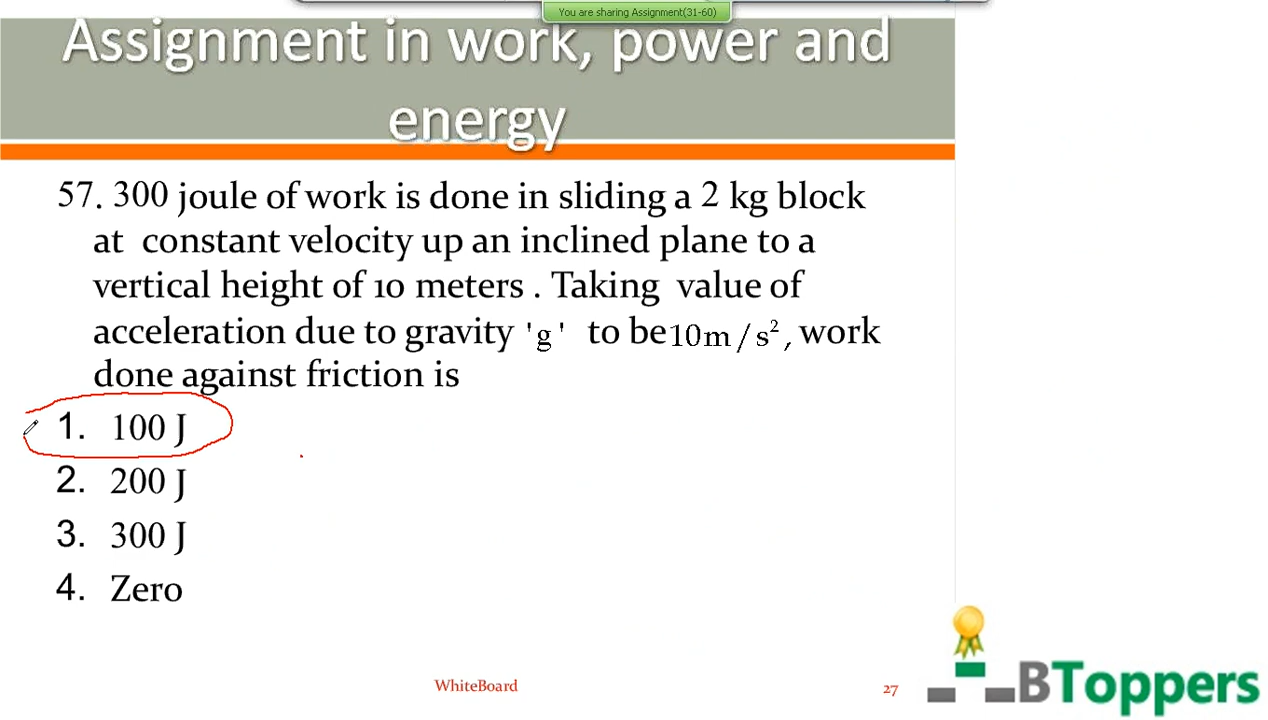 You are sharing Assignment(31-60)
Assignment in work, power and
energy
57. 300 joule of work is done in sliding a 2 kg block
at constant velocity up an inclined plane to a
vertical height of 10 meters . Taking value of
acceleration due to gravity 'g' to be 10m/s², work
done against friction is
1. 100 J
2. 200 J
3. 300 J
4. Zero
WhiteBoard
27
BToppers